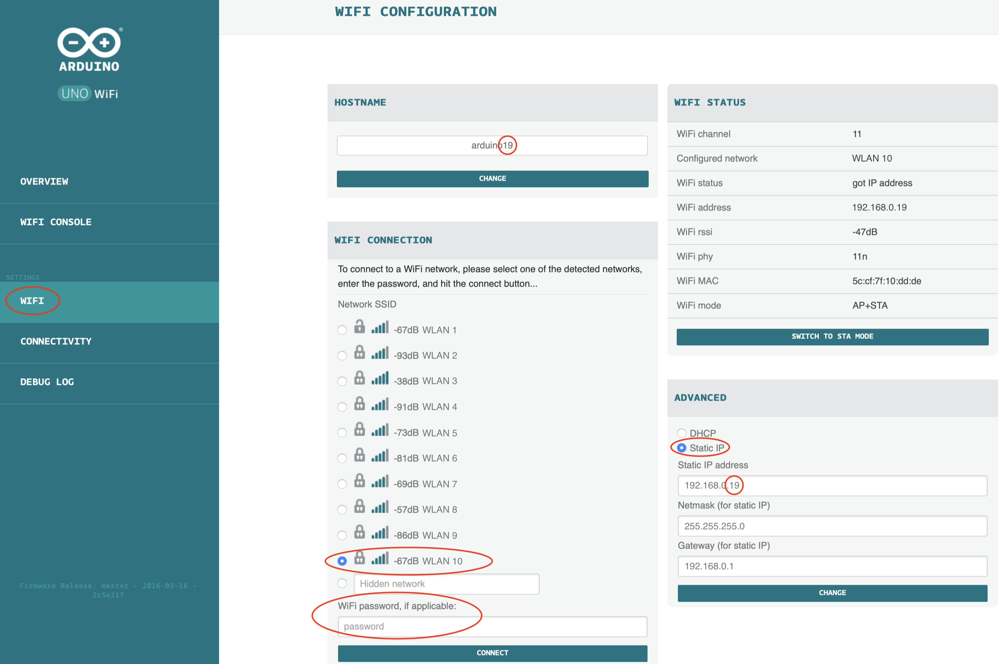 WIFI CONFIGURATION
®
ARDUINO
UNO WiFi
OVERVIEW
WIFI CONSOLE
SETTINGS
WIFI
CONNECTIVITY
DEBUG LOG
Firmware Release: master - 2016-03-16 -
2c5e217
HOSTNAME
arduino19
CHANGE
WIFI CONNECTION
To connect to a WiFi network, please select one of the detected networks,
enter the password, and hit the connect button...
Network SSID
-67dB WLAN 1
-93dB WLAN 2
-38dB WLAN 3
-91dB WLAN 4
-73dB WLAN 5
-81dB WLAN 6
-69dB WLAN 7
-57dB WLAN 8
-86dB WLAN 9
-67dB WLAN 10
Hidden network
WiFi password, if applicable:
password
CONNECT
WIFI STATUS
WiFi channel 11
Configured network WLAN 10
WiFi status got IP address
WiFi address 192.168.0.19
WiFi rssi -47dB
WiFi phy 11n
WiFi MAC 5c:cf:7f:10:dd:de
WiFi mode AP+STA
SWITCH TO STA MODE
ADVANCED
DHCP
Static IP
Static IP address
192.168.0.19
Netmask (for static IP)
255.255.255.0
Gateway (for static IP)
192.168.0.1
CHANGE